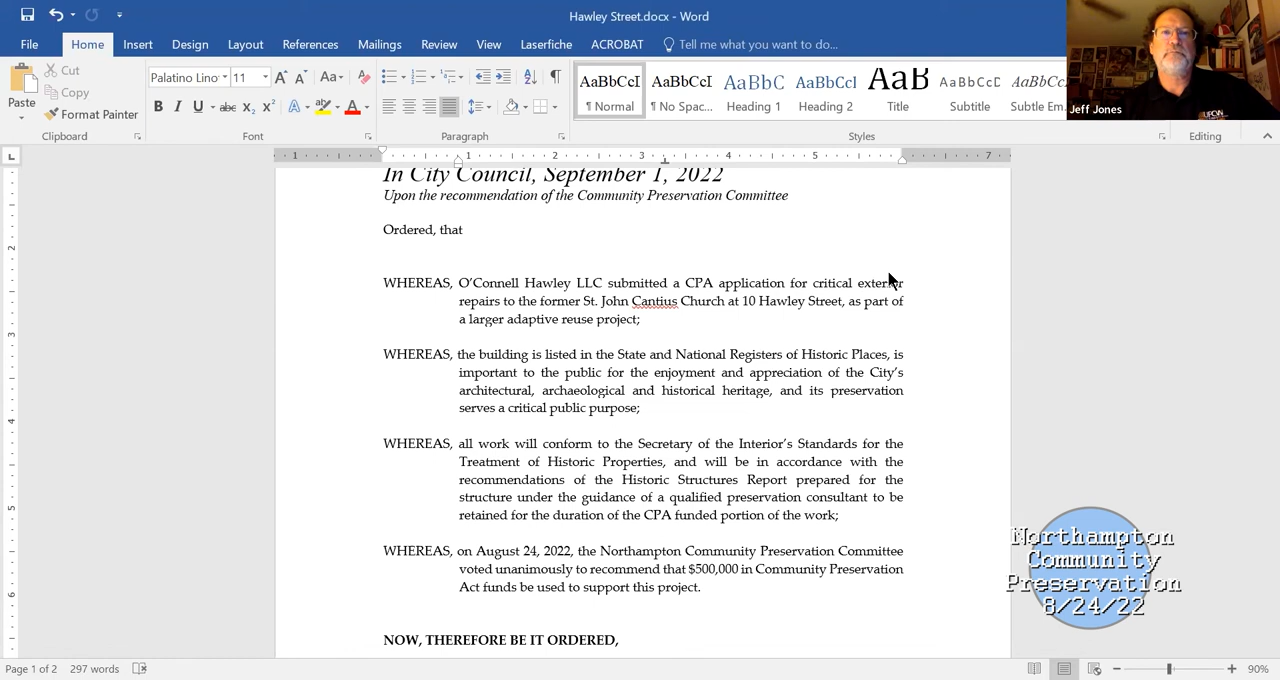 Hawley Street.docx - Word
File Home Insert Design Layout References Mailings Review View Laserfiche ACROBAT Tell me what you want to do...
Paste
Cut
Copy
Format Painter
Clipboard
Palatino Lino 11
Font
Paragraph
AaBbCcI AaBbCcI AaBbC AaBbCcI AaB AaBbCcD AaBbCcI
¶ Normal ¶ No Spac... Heading 1 Heading 2 Title Subtitle Subtle Em...
Styles
Editing
Jeff Jones
UFCW
1 1 2 3 4 5 7
In City Council, September 1, 2022
Upon the recommendation of the Community Preservation Committee
Ordered, that
WHEREAS, O’Connell Hawley LLC submitted a CPA application for critical exterior
repairs to the former St. John Cantius Church at 10 Hawley Street, as part of
a larger adaptive reuse project;
WHEREAS, the building is listed in the State and National Registers of Historic Places, is
important to the public for the enjoyment and appreciation of the City’s
architectural, archaeological and historical heritage, and its preservation
serves a critical public purpose;
WHEREAS, all work will conform to the Secretary of the Interior’s Standards for the
Treatment of Historic Properties, and will be in accordance with the
recommendations of the Historic Structures Report prepared for the
structure under the guidance of a qualified preservation consultant to be
retained for the duration of the CPA funded portion of the work;
WHEREAS, on August 24, 2022, the Northampton Community Preservation Committee
voted unanimously to recommend that $500,000 in Community Preservation
Act funds be used to support this project.
NOW, THEREFORE BE IT ORDERED,
Northampton
Community
Preservation
8/24/22
Page 1 of 2 297 words
90%